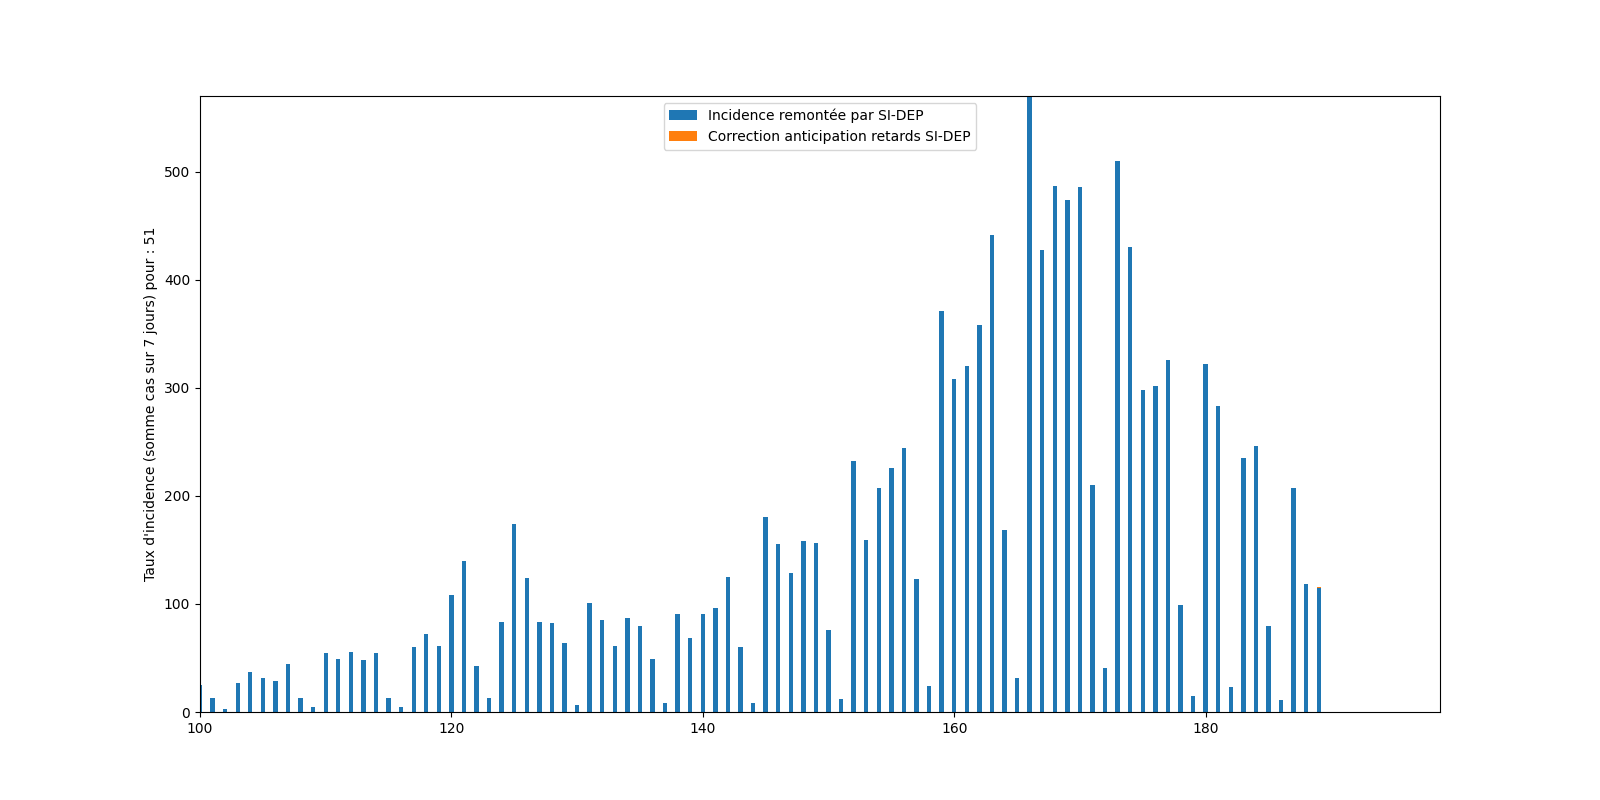 Incidence remontée par SI-DEP
Correction anticipation retards SI-DEP
Taux d'incidence (somme cas sur 7 jours) pour : 51
500
400
300
200
100
0
100 120 140 160 180